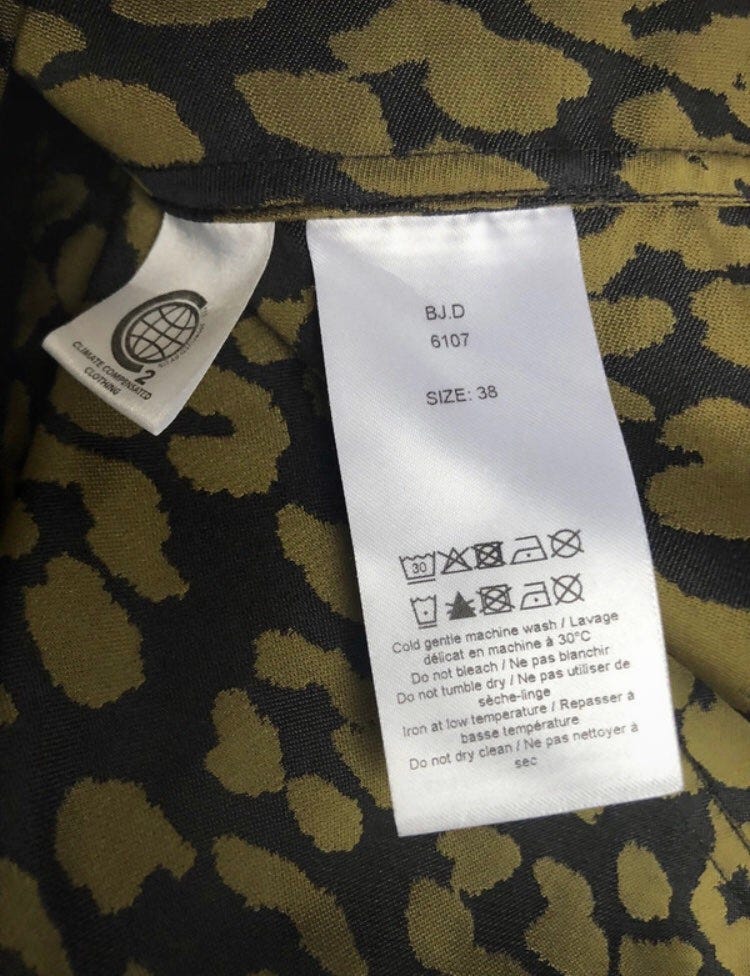 2
CLIMATE COMPENSATED
CLOTHING
BJ.D
6107
SIZE: 38
30
Cold gentle machine wash / Lavage
délicat en machine à 30°C
Do not bleach / Ne pas blanchir
Do not tumble dry / Ne pas utiliser de
sèche-linge
Iron at low temperature / Repasser à
basse température
Do not dry clean / Ne pas nettoyer à
sec